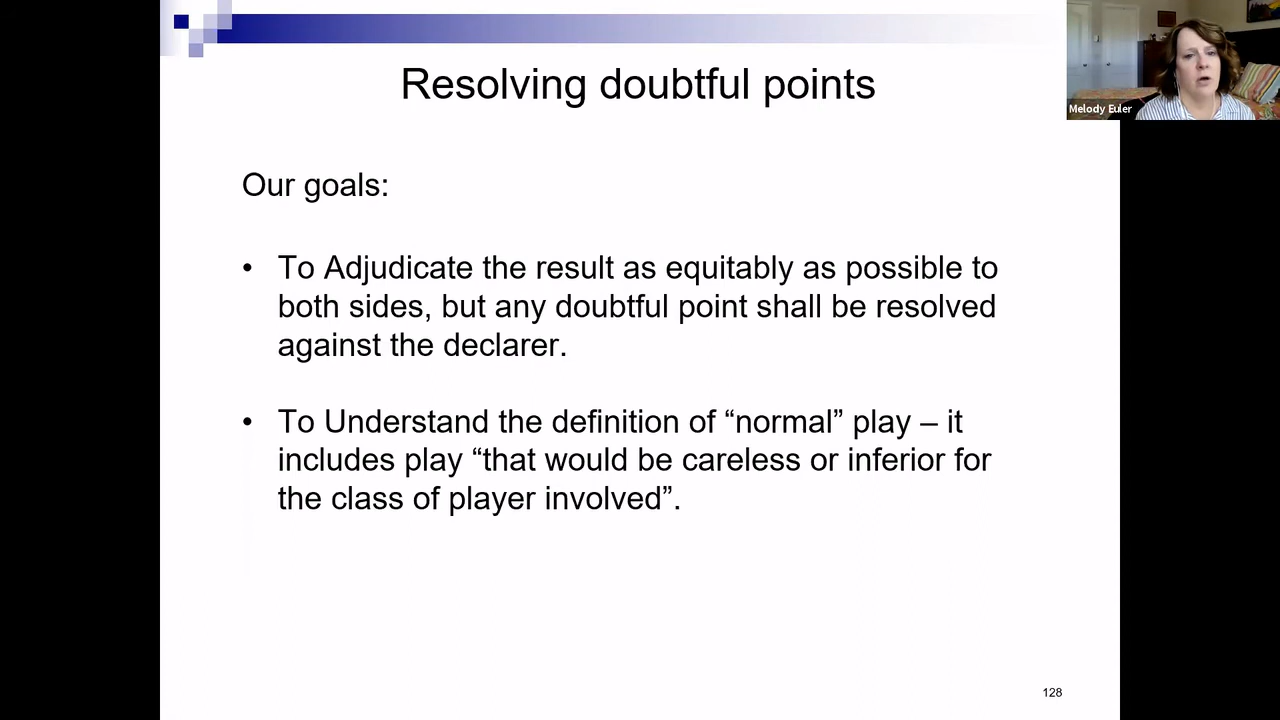 Resolving doubtful points
Melody Euler
Our goals:
• To Adjudicate the result as equitably as possible to
both sides, but any doubtful point shall be resolved
against the declarer.
• To Understand the definition of “normal” play – it
includes play “that would be careless or inferior for
the class of player involved”.
128